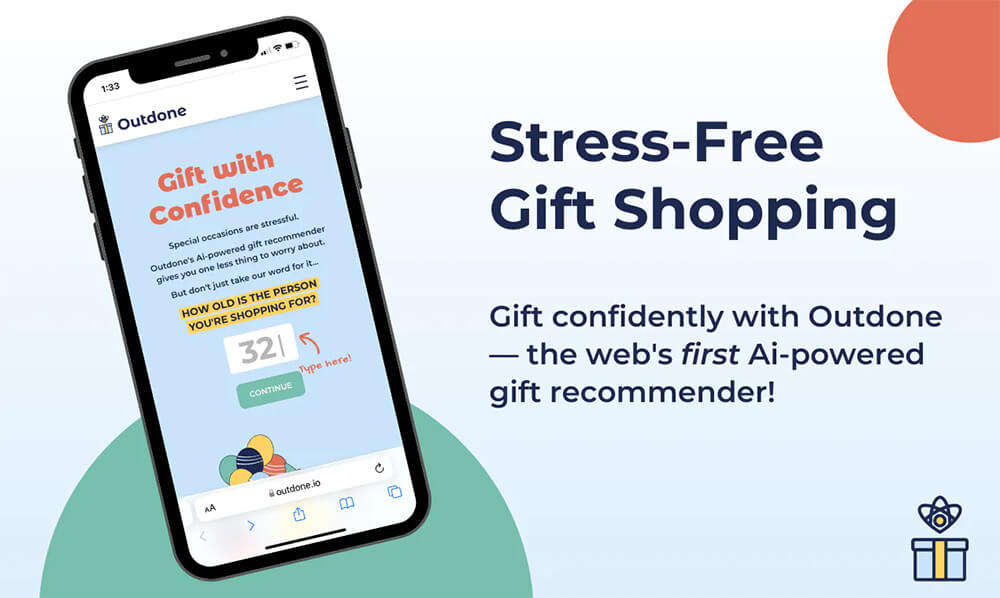 1:33
Outdone
Gift with
Confidence
Special occasions are stressful.
Outdone's Ai-powered gift recommender
gives you one less thing to worry about.
But don't just take our word for it...
HOW OLD IS THE PERSON
YOU'RE SHOPPING FOR?
32
Type here!
CONTINUE
AA
outdone.io
Stress-Free
Gift Shopping
Gift confidently with Outdone
— the web's first Ai-powered
gift recommender!